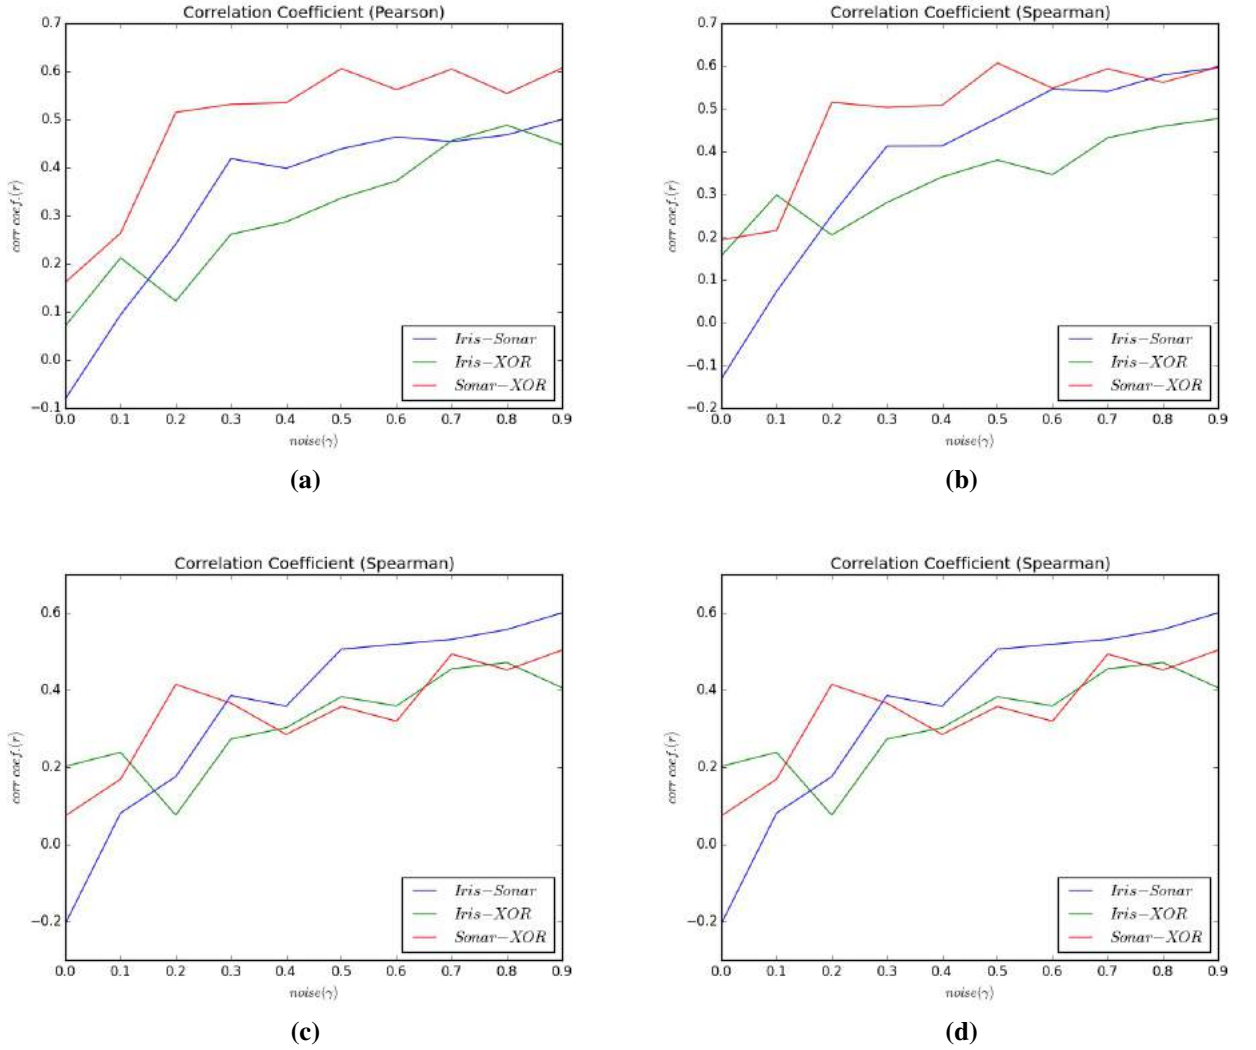 Correlation Coefficient (Pearson)
0.7
0.6
0.5
0.4
0.3
0.2
0.1
0.0
−0.1
corr coef.(r)
Iris−Sonar
Iris−XOR
Sonar−XOR
0.0 0.1 0.2 0.3 0.4 0.5 0.6 0.7 0.8 0.9
noise(γ)
(a)
Correlation Coefficient (Spearman)
0.7
0.6
0.5
0.4
0.3
0.2
0.1
0.0
−0.1
−0.2
corr coef.(r)
Iris−Sonar
Iris−XOR
Sonar−XOR
0.0 0.1 0.2 0.3 0.4 0.5 0.6 0.7 0.8 0.9
noise(γ)
(b)
Correlation Coefficient (Spearman)
0.6
0.4
0.2
0.0
−0.2
corr coef.(r)
Iris−Sonar
Iris−XOR
Sonar−XOR
0.0 0.1 0.2 0.3 0.4 0.5 0.6 0.7 0.8 0.9
noise(γ)
(c)
Correlation Coefficient (Spearman)
0.6
0.4
0.2
0.0
−0.2
corr coef.(r)
Iris−Sonar
Iris−XOR
Sonar−XOR
0.0 0.1 0.2 0.3 0.4 0.5 0.6 0.7 0.8 0.9
noise(γ)
(d)